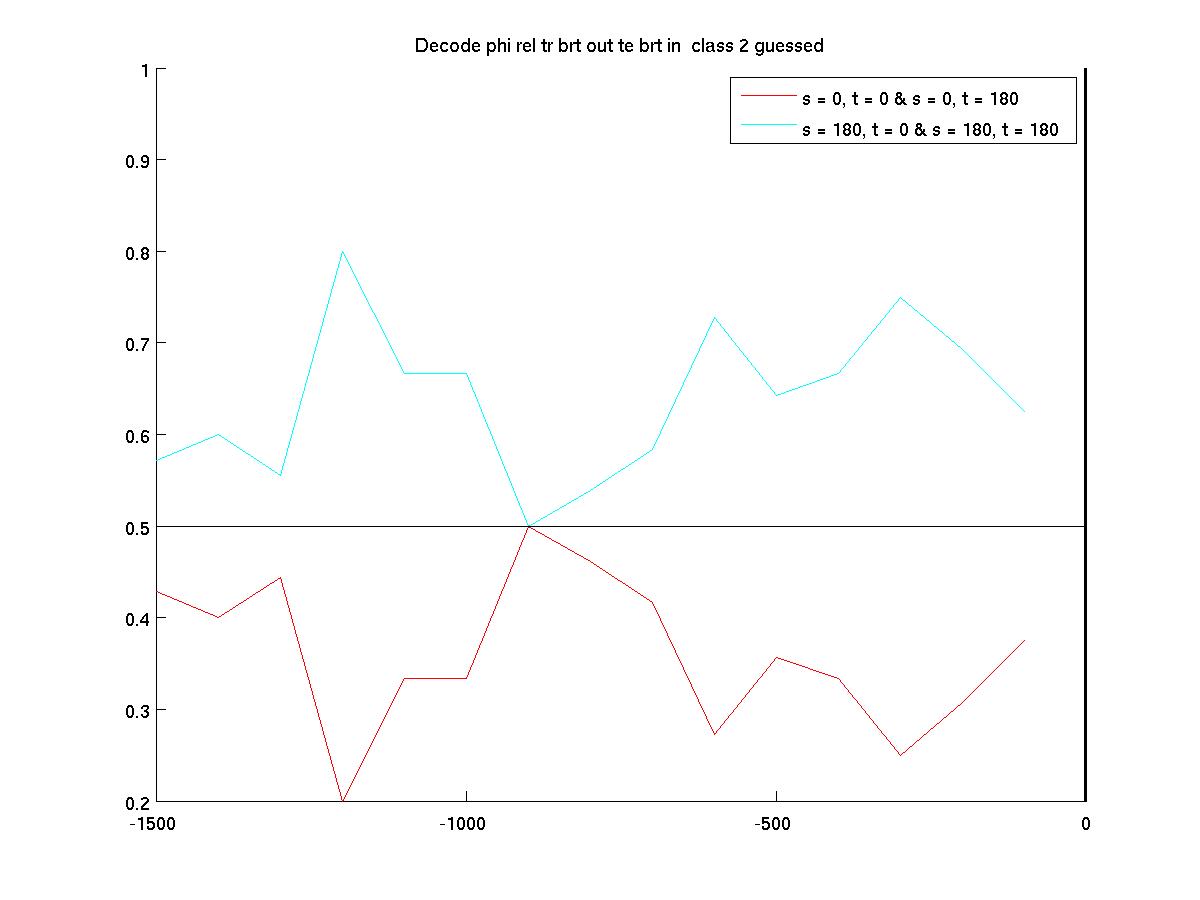 Decode phi rel tr brt out te brt in  class 2 guessed
s = 0, t = 0 & s = 0, t = 180
s = 180, t = 0 & s = 180, t = 180
1
0.9
0.8
0.7
0.6
0.5
0.4
0.3
0.2
-1500 -1000 -500 0